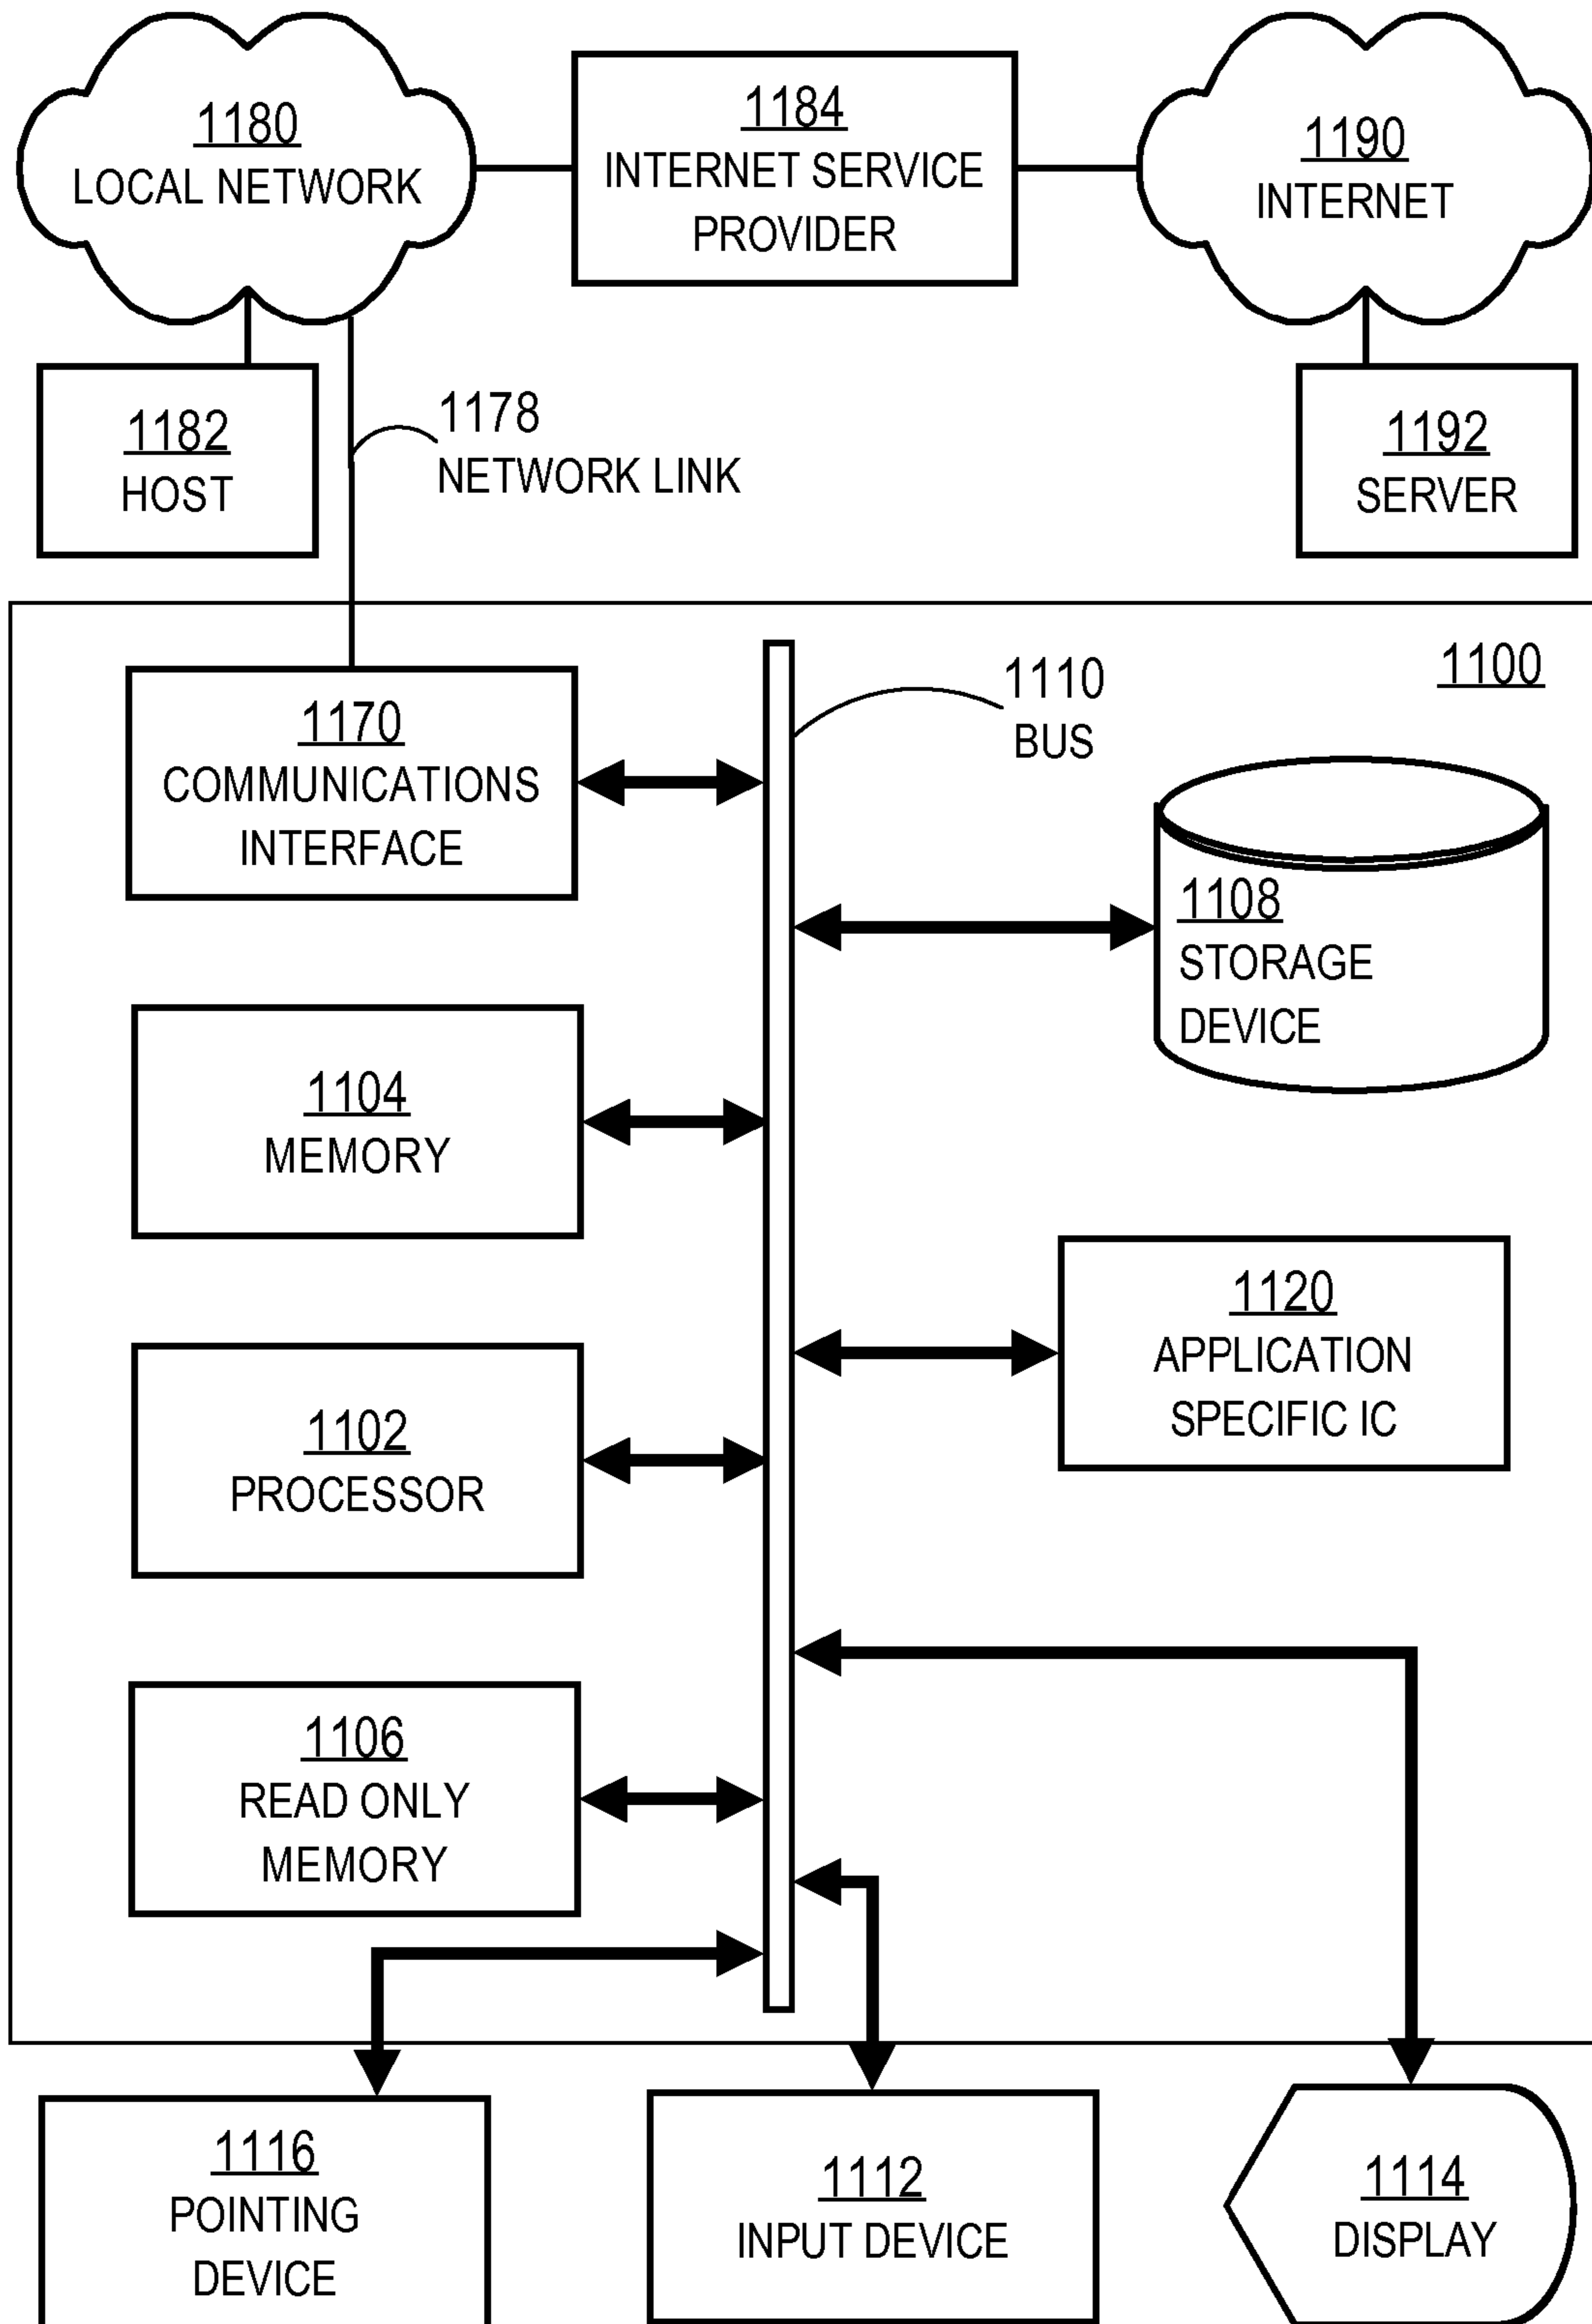 1180
LOCAL NETWORK
1184
INTERNET SERVICE
PROVIDER
1190
INTERNET
1182
HOST
1178
NETWORK LINK
1192
SERVER
1100
1170
COMMUNICATIONS
INTERFACE
1110
BUS
1108
STORAGE
DEVICE
1104
MEMORY
1120
APPLICATION
SPECIFIC IC
1102
PROCESSOR
1106
READ ONLY
MEMORY
1116
POINTING
DEVICE
1112
INPUT DEVICE
1114
DISPLAY